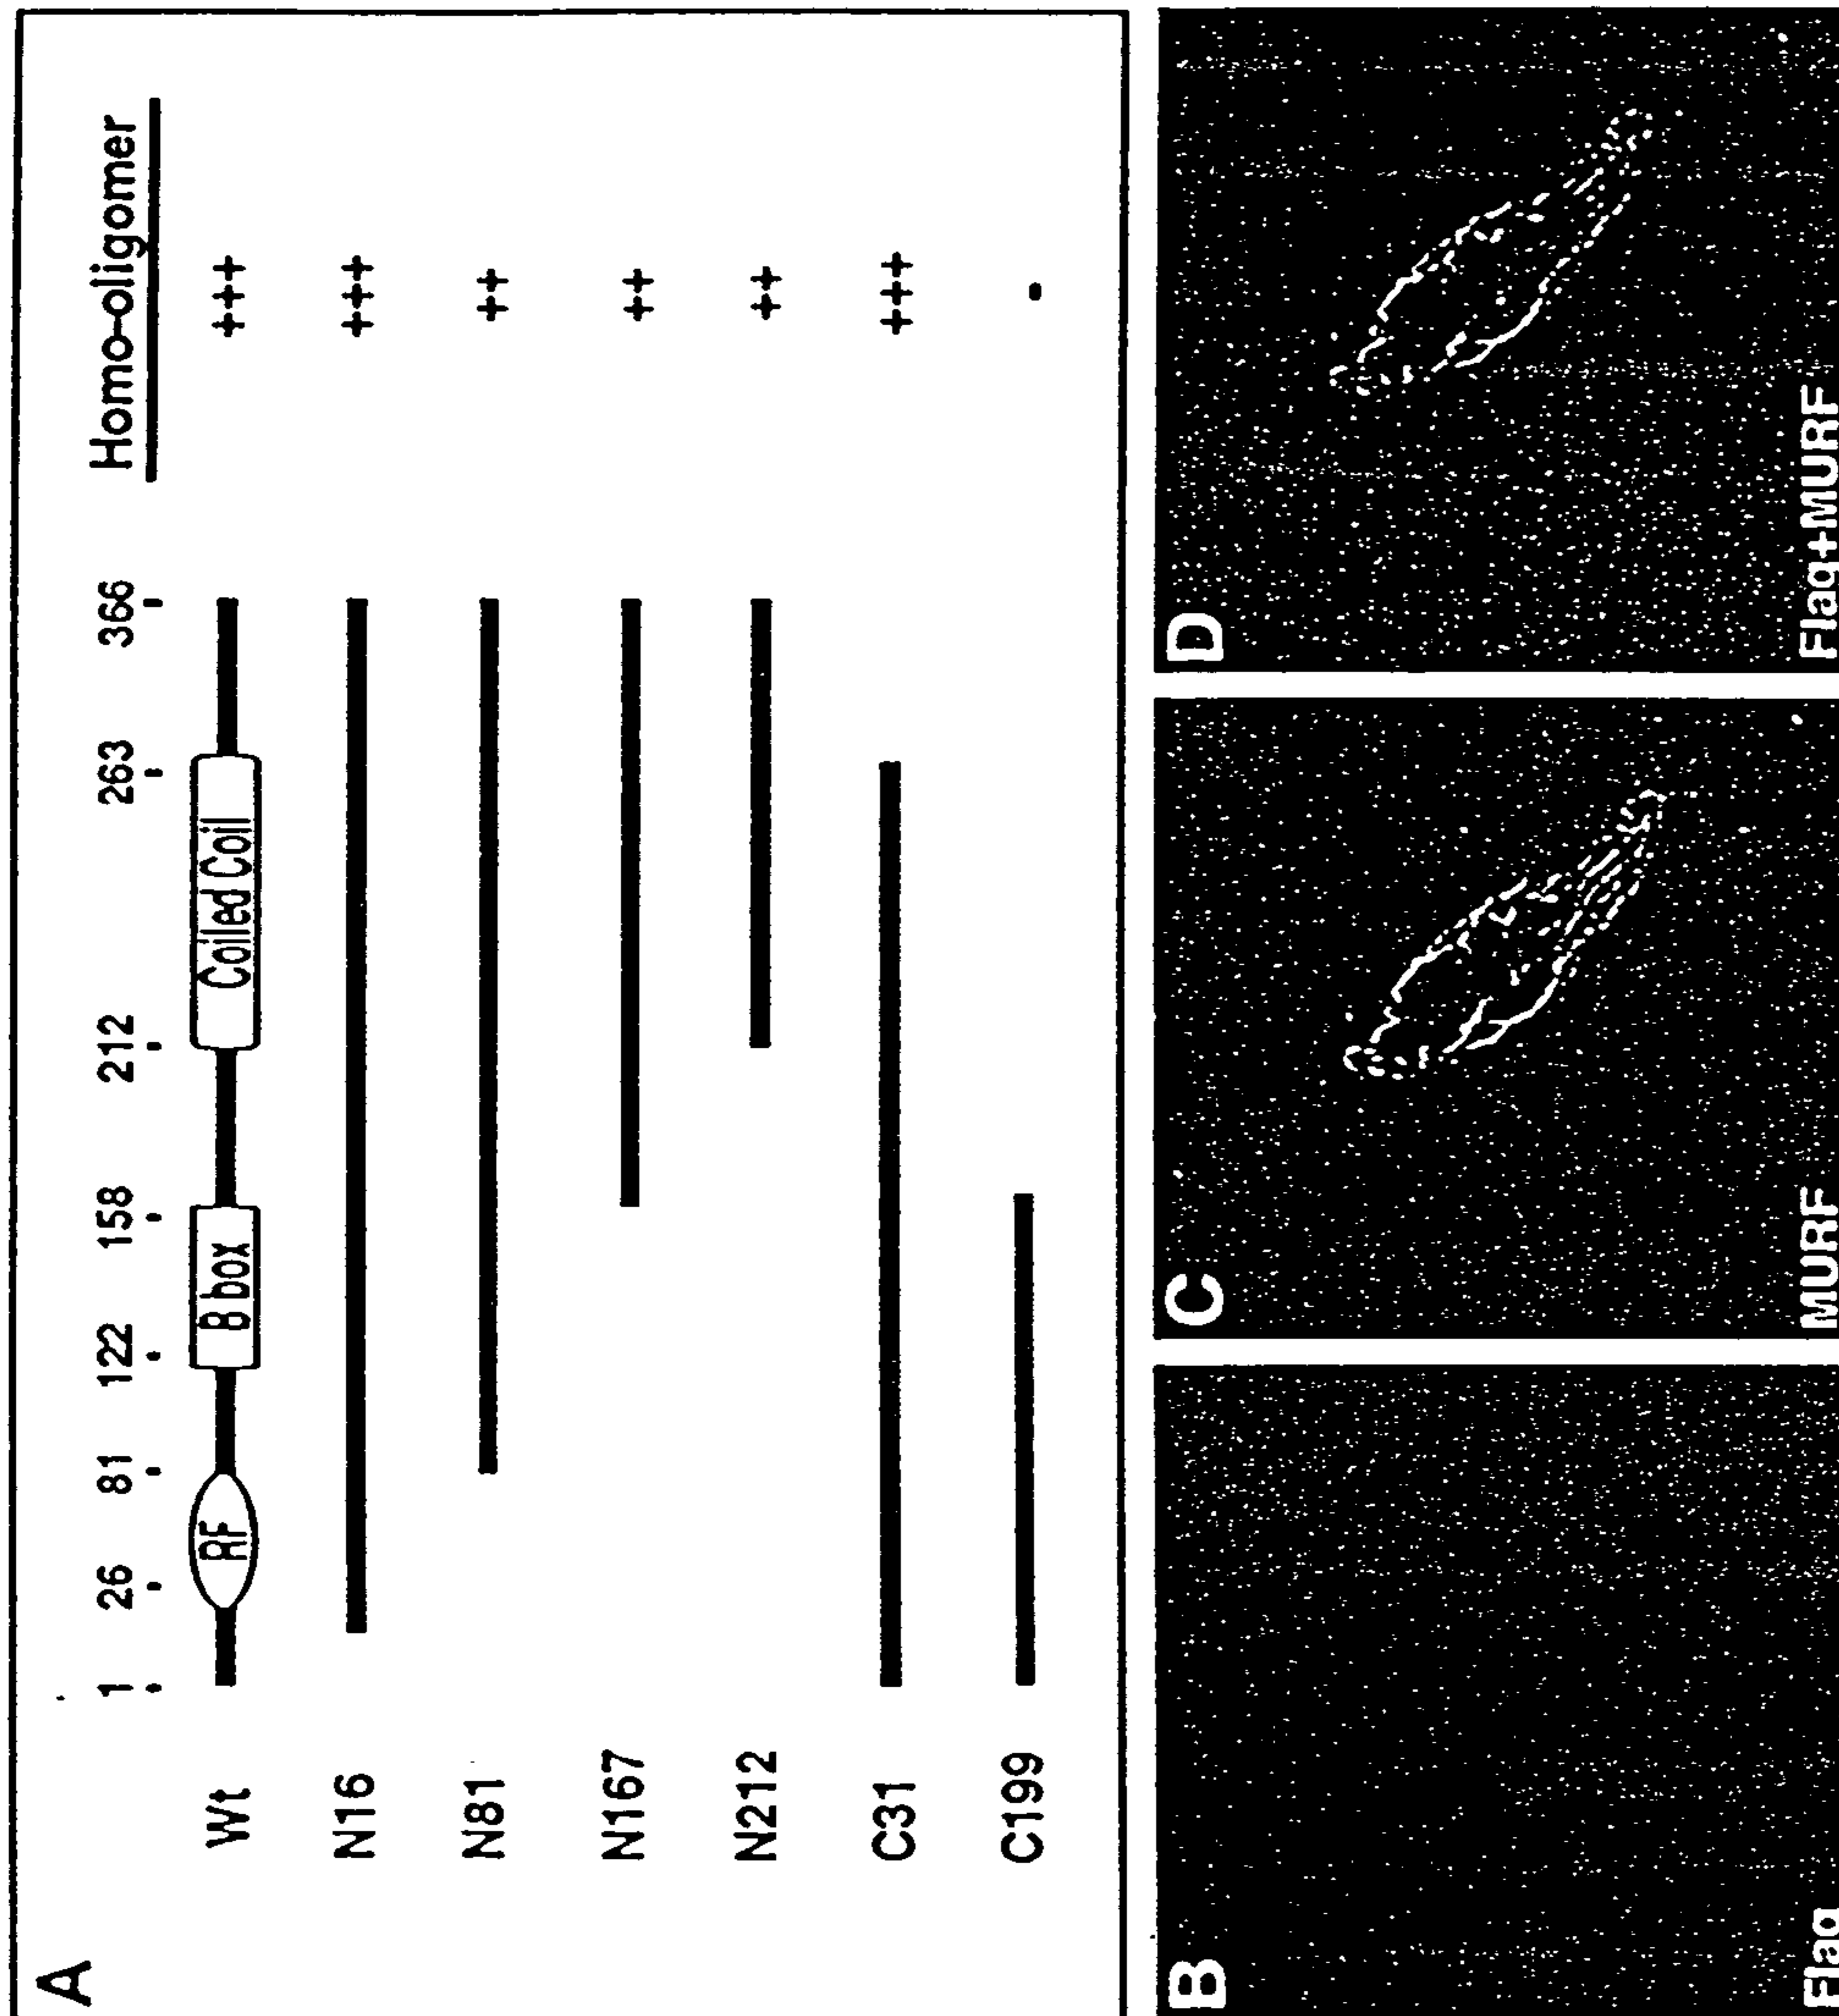 A
Homo-oligomer
1 26 81 122 158 212 263 366
Wt RF B box Coiled Coil +++
N16 +++
N81 ++
N167 ++
N212 ++
C31 +++
C199 -
B
Flag
C
MURF
D
Flag+MURF